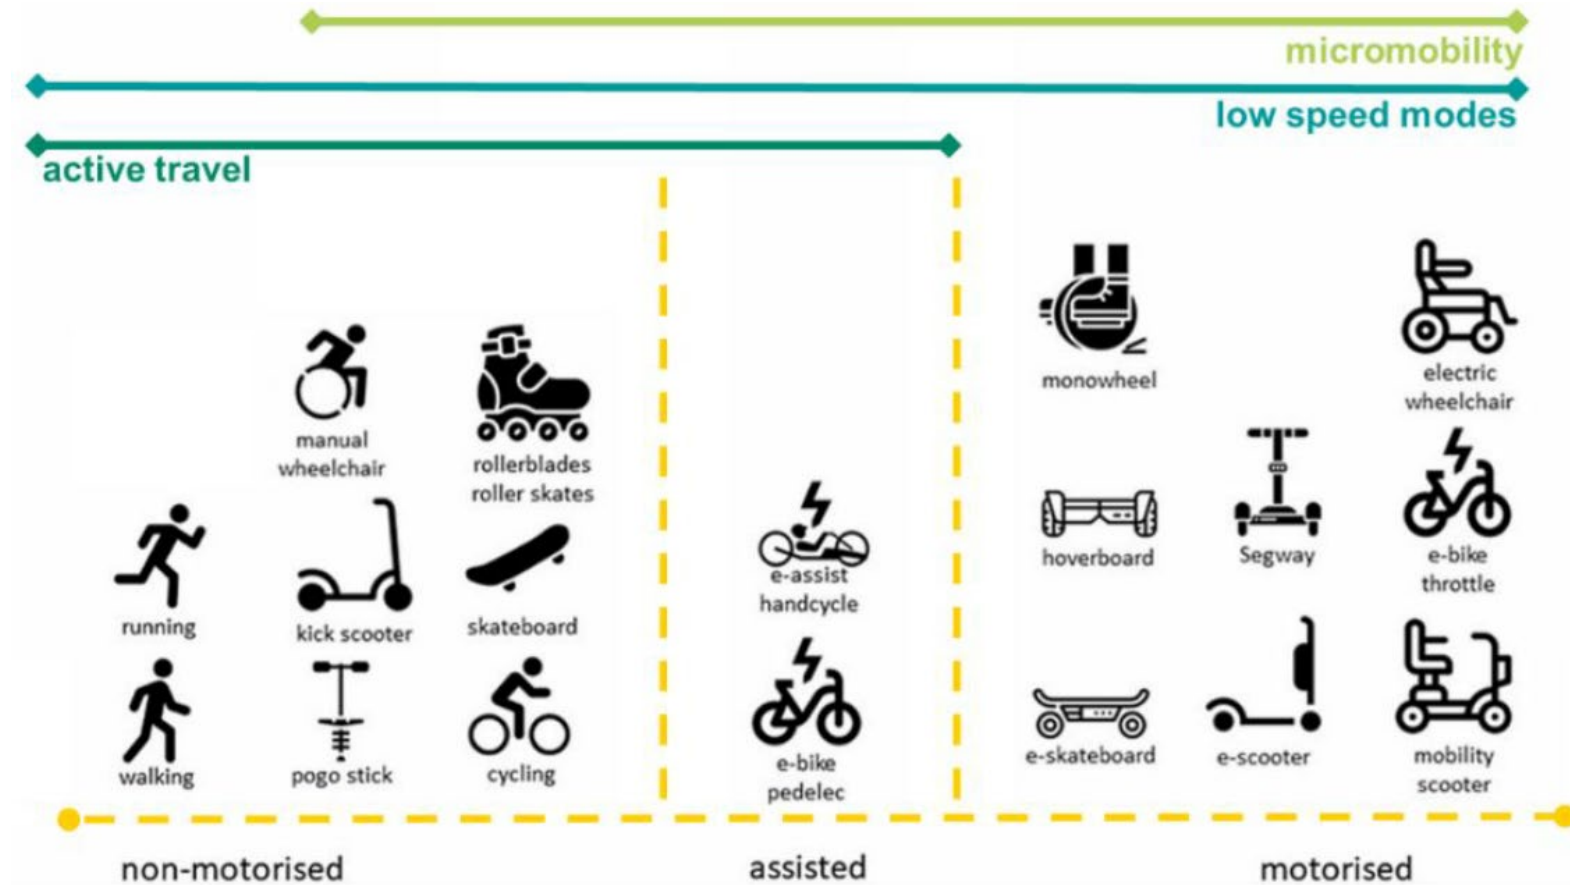 micromobility
low speed modes
active travel
manual
wheelchair
rollerblades
roller skates
running
kick scooter
skateboard
walking
pogo stick
cycling
e-assist
handcycle
e-bike
pedelec
monowheel
electric
wheelchair
hoverboard
Segway
e-bike
throttle
e-skateboard
e-scooter
mobility
scooter
non-motorised
assisted
motorised